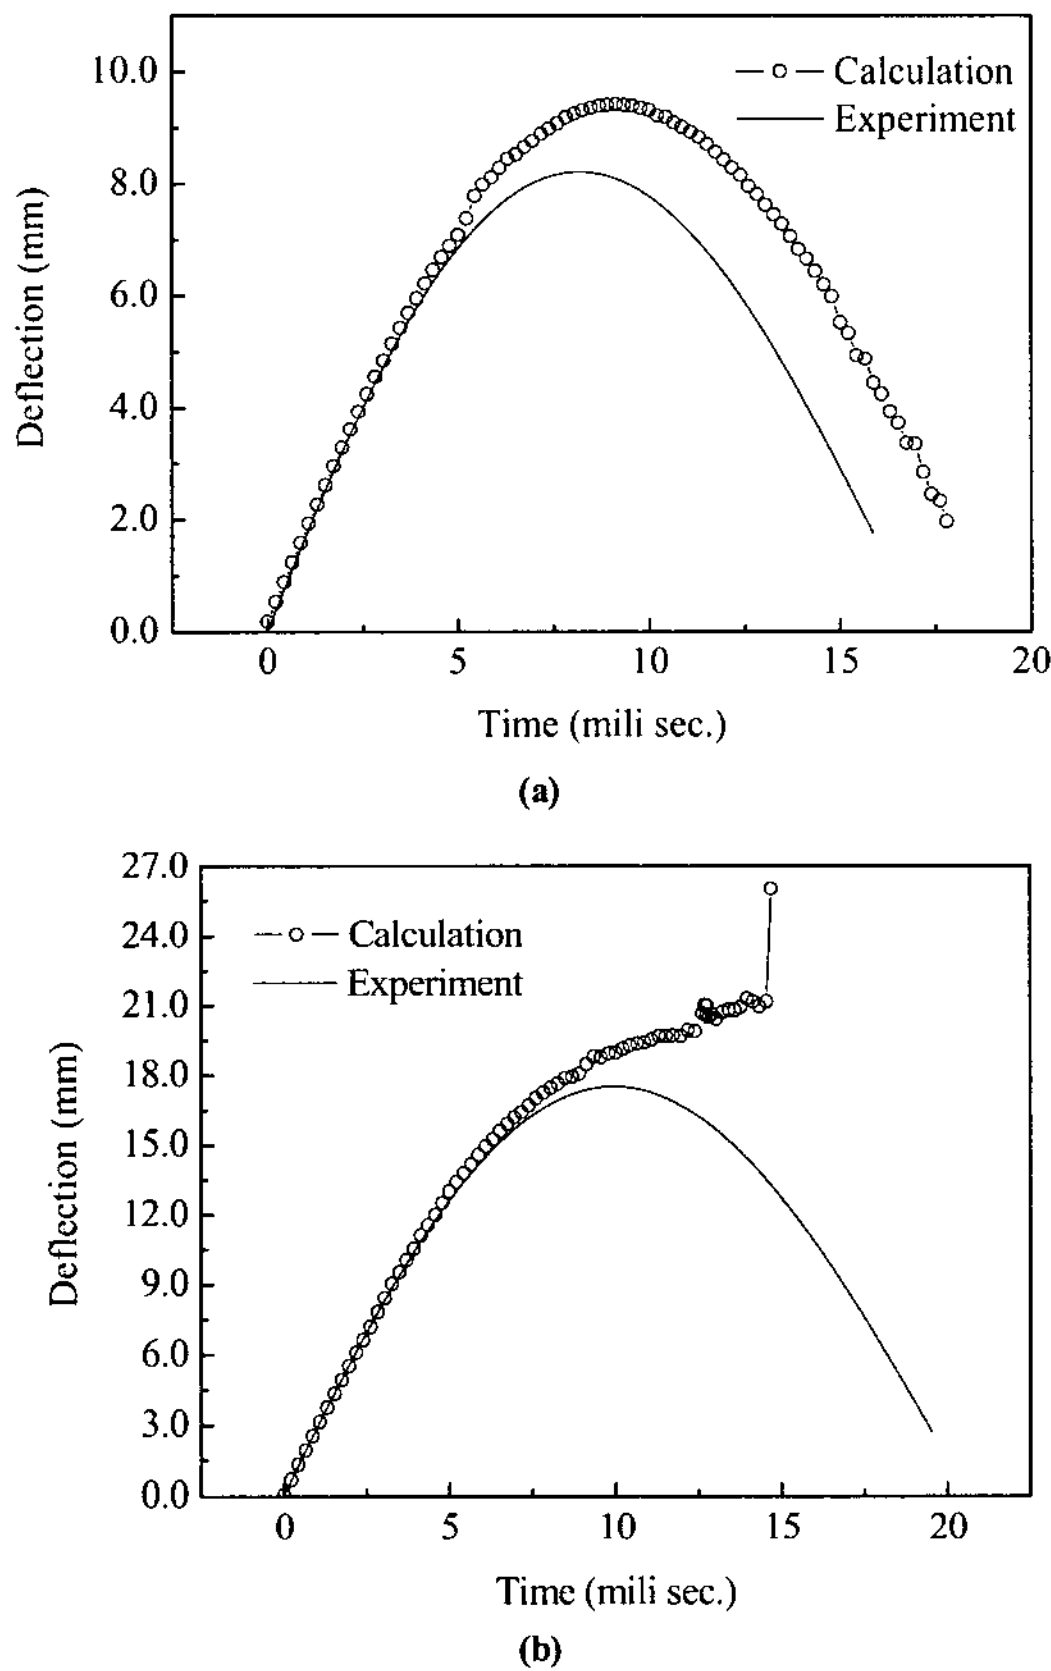 10.0
8.0
6.0
4.0
2.0
0.0
Deflection (mm)
Calculation
Experiment
0 5 10 15 20
Time (mili sec.)
(a)
27.0
24.0
21.0
18.0
15.0
12.0
9.0
6.0
3.0
0.0
Deflection (mm)
Calculation
Experiment
0 5 10 15 20
Time (mili sec.)
(b)